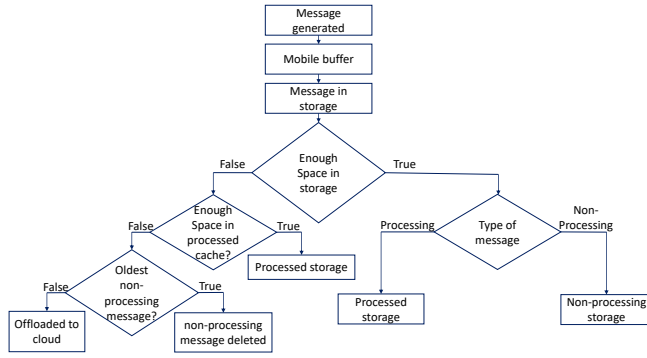 Message
generated
Mobile buffer
Message in
storage
Enough
Space in
storage
False
True
Enough
Space in
processed
cache?
False
True
Type of
message
Processing
Non-
Processing
Processed storage
Oldest
non-
processing
message?
False
True
Processed
storage
Non-processing
storage
Offloaded to
cloud
non-processing
message deleted